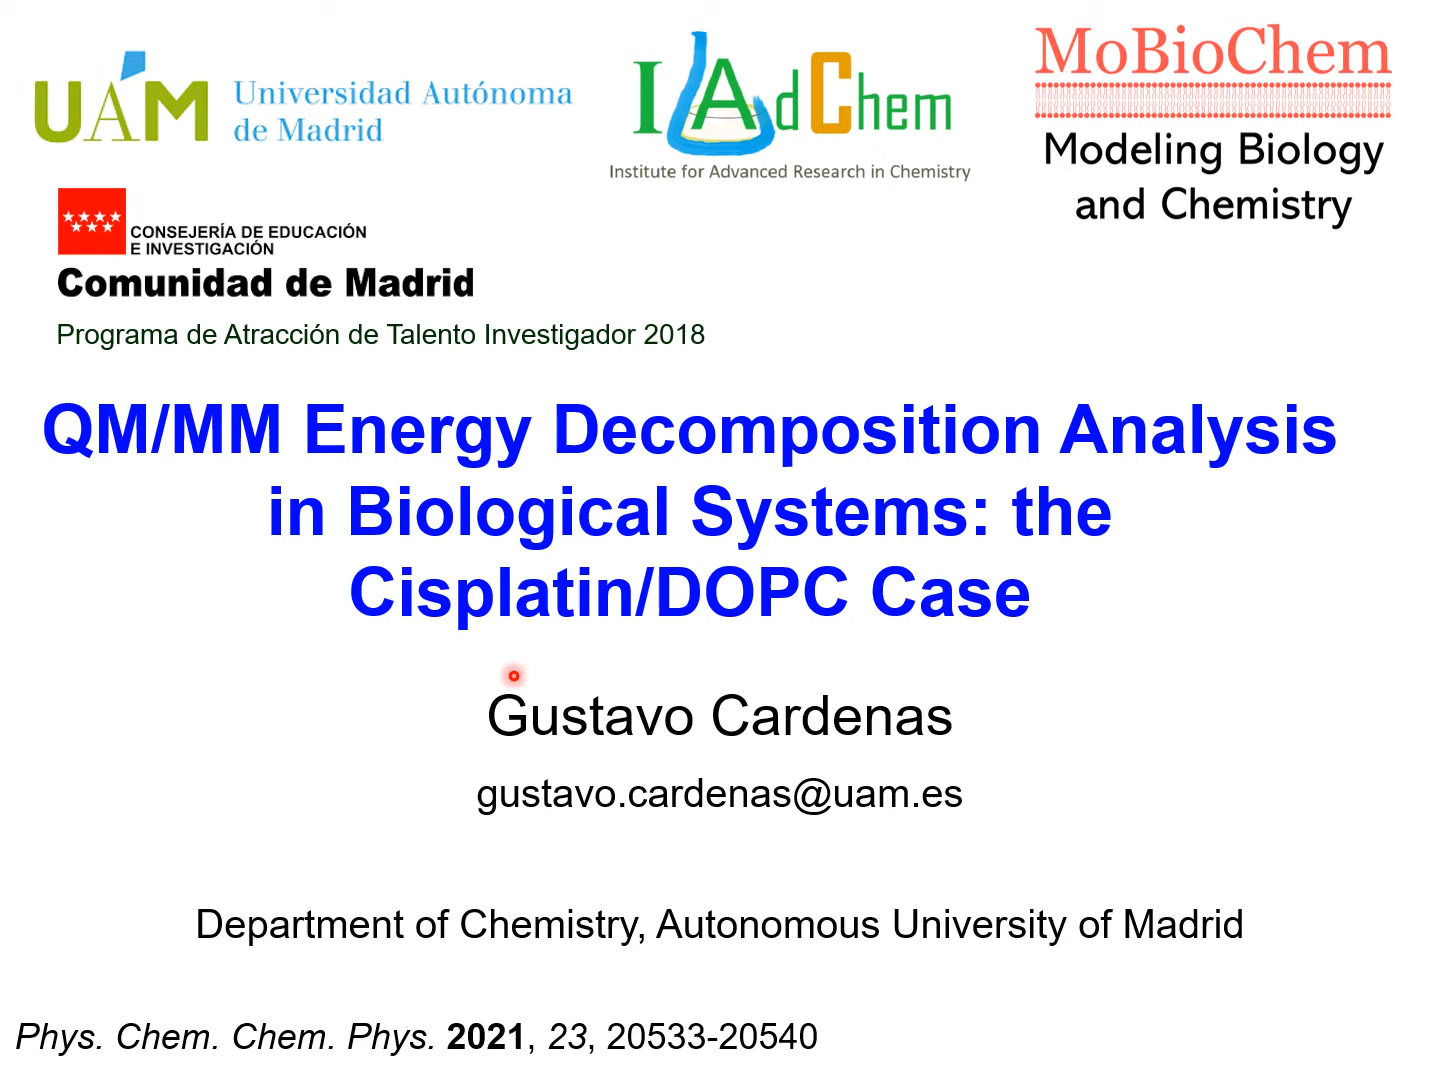 UAM Universidad Autónoma
de Madrid
IAdChem
Institute for Advanced Research in Chemistry
MoBioChem
Modeling Biology
and Chemistry
CONSEJERÍA DE EDUCACIÓN
E INVESTIGACIÓN
Comunidad de Madrid
Programa de Atracción de Talento Investigador 2018
QM/MM Energy Decomposition Analysis
in Biological Systems: the
Cisplatin/DOPC Case
Gustavo Cardenas
gustavo.cardenas@uam.es
Department of Chemistry, Autonomous University of Madrid
Phys. Chem. Chem. Phys. 2021, 23, 20533-20540